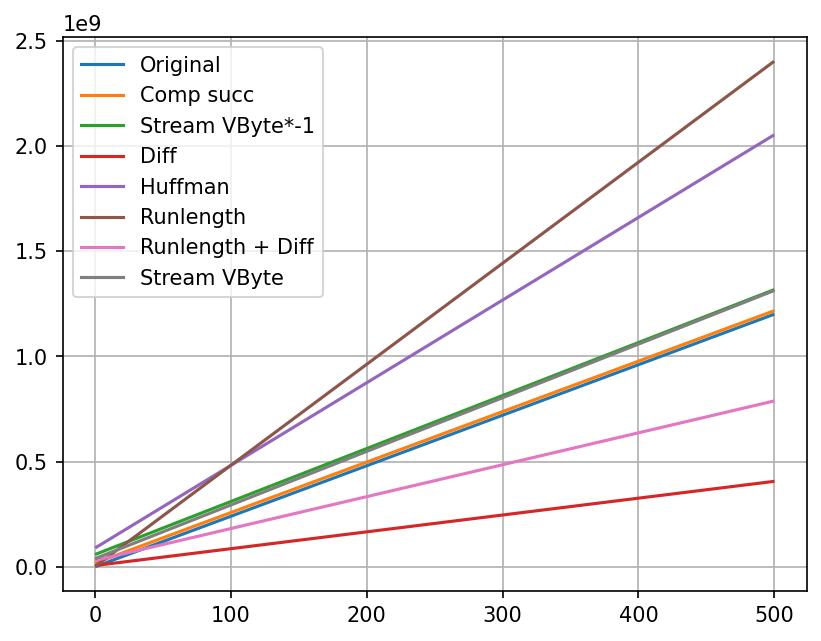 1e9
2.5
2.0
1.5
1.0
0.5
0.0
Original
Comp succ
Stream VByte*-1
Diff
Huffman
Runlength
Runlength + Diff
Stream VByte
0 100 200 300 400 500